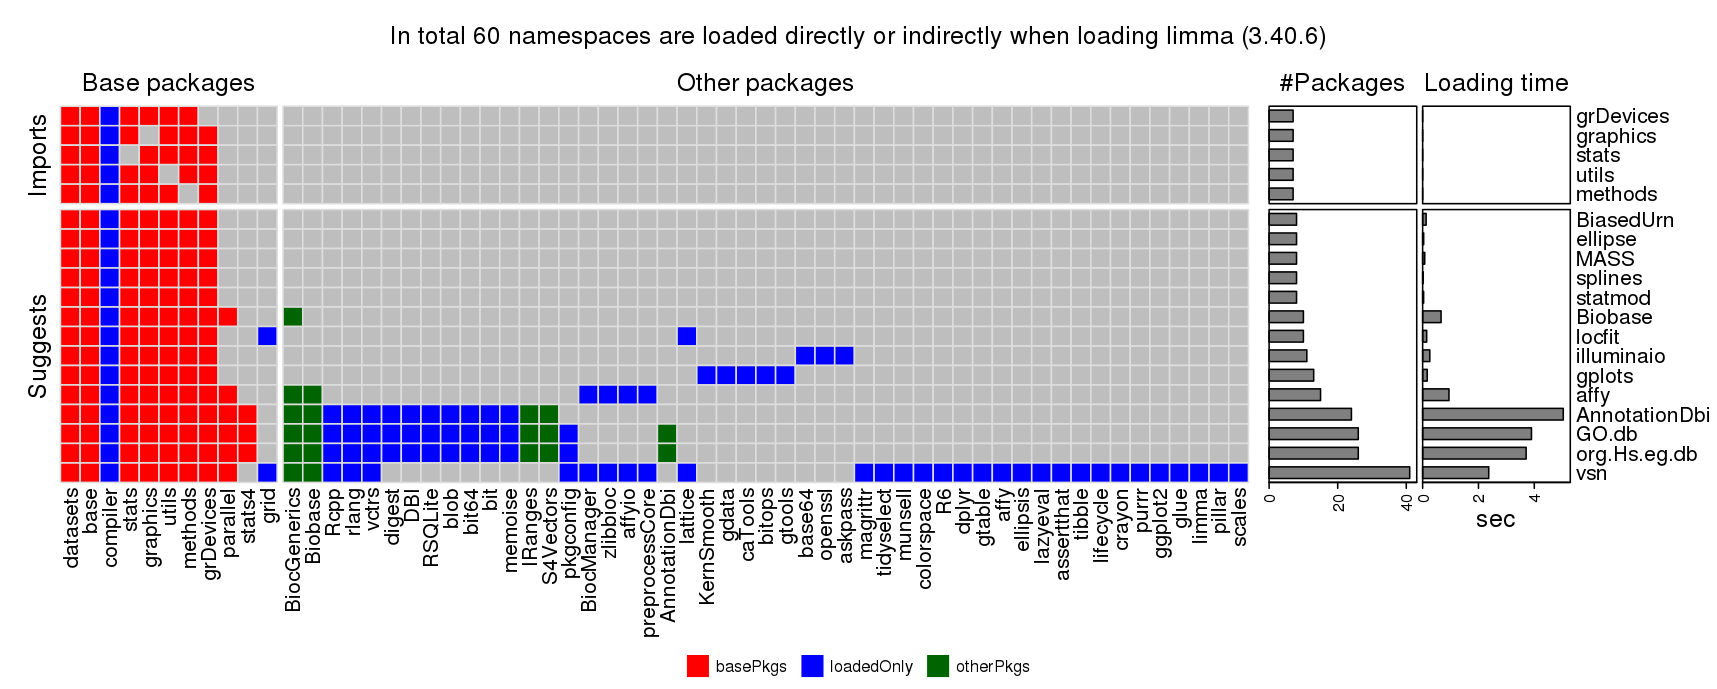 In total 60 namespaces are loaded directly or indirectly when loading limma (3.40.6)
Base packages
Other packages
#Packages
Loading time
Imports
grDevices
graphics
stats
utils
methods
Suggests
BiasedUrn
ellipse
MASS
splines
statmod
Biobase
locfit
illuminaio
gplots
affy
AnnotationDbi
GO.db
org.Hs.eg.db
vsn
datasets
base
compiler
stats
graphics
utils
methods
grDevices
parallel
stats4
grid
BiocGenerics
Biobase
Rcpp
rlang
vctrs
digest
DBI
RSQLite
blob
bit64
bit
memoise
IRanges
S4Vectors
pkgconfig
BiocManager
zlibbioc
affyio
preprocessCore
AnnotationDbi
lattice
KernSmooth
gdata
caTools
bitops
gtools
base64
openssl
askpass
magrittr
tidyselect
munsell
colorspace
R6
dplyr
gtable
affy
ellipsis
lazyeval
assertthat
tibble
lifecycle
crayon
purrr
ggplot2
glue
limma
pillar
scales
0
20
40
0
2
4
sec
basePkgs
loadedOnly
otherPkgs